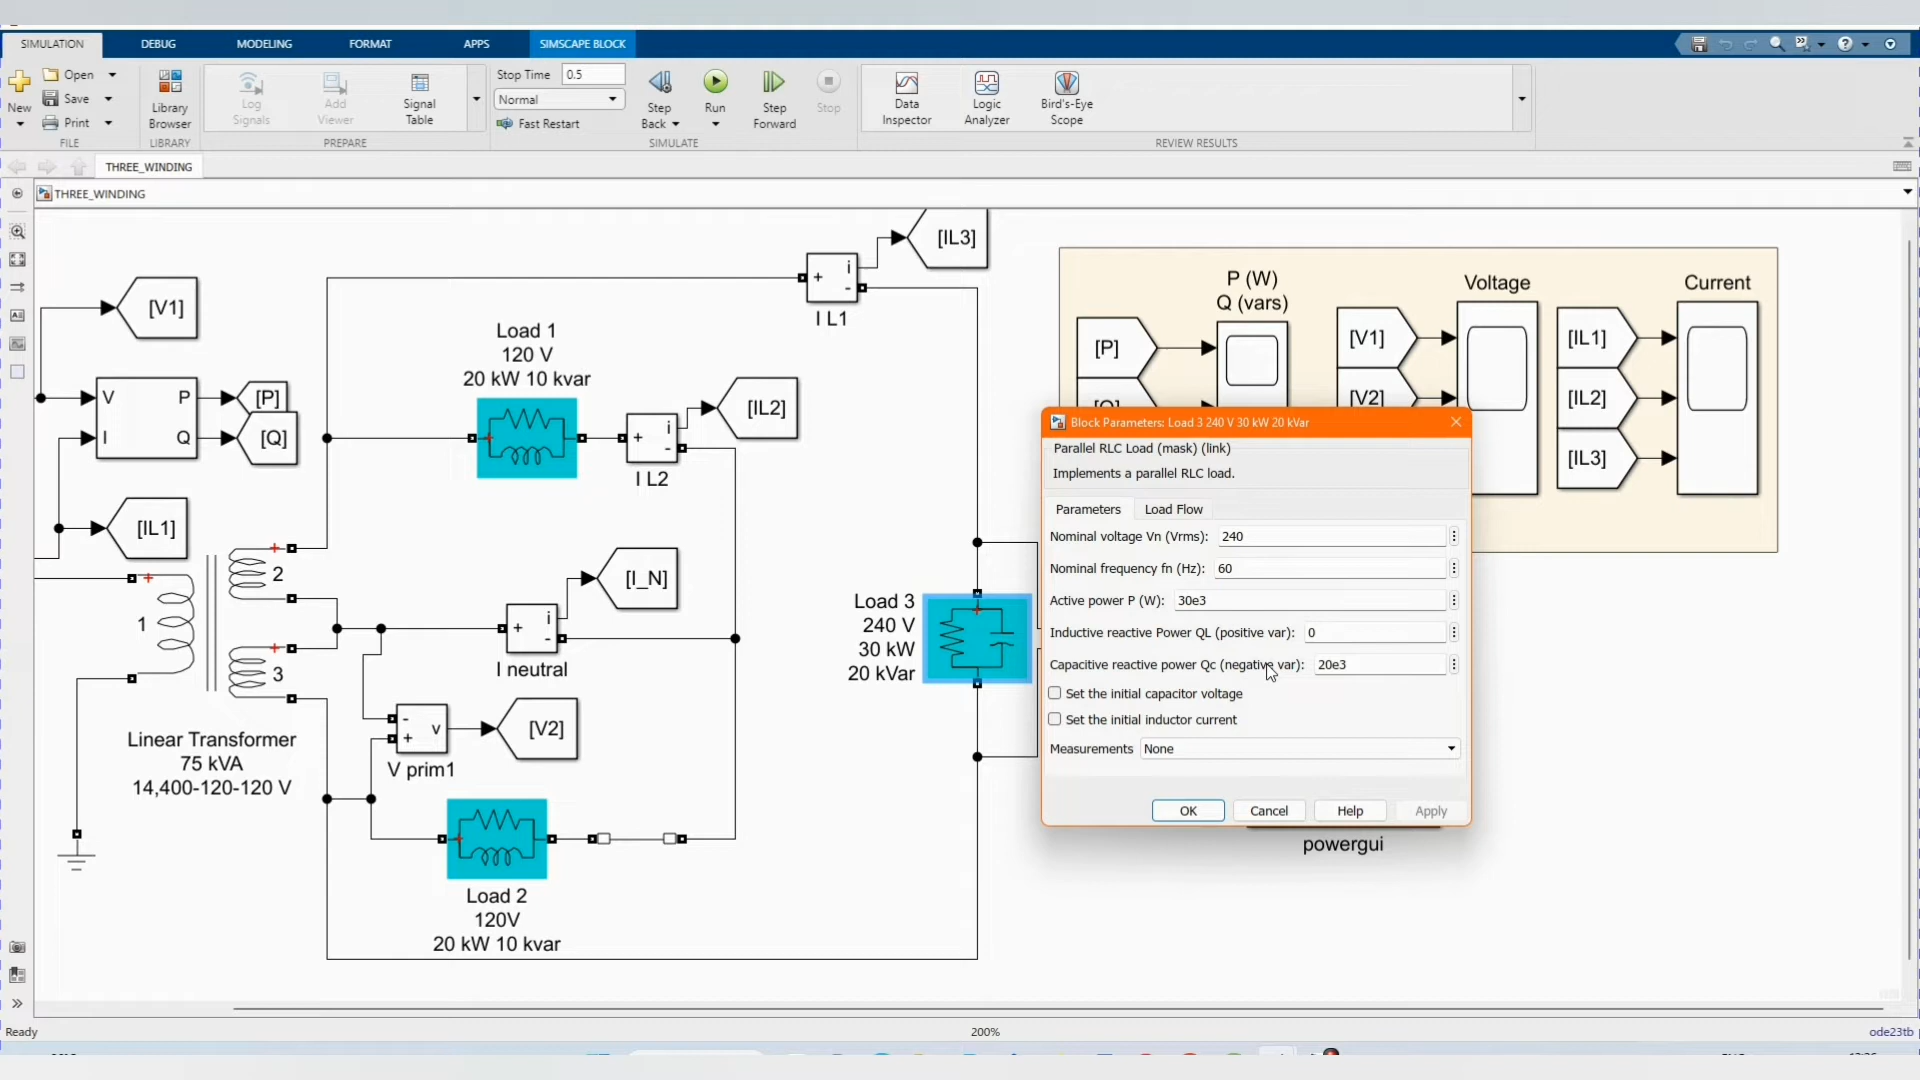 SIMULATION
DEBUG
MODELING
FORMAT
APPS
SIMSCAPE BLOCK
New
Open
Save
Print
FILE
Library
Browser
LIBRARY
Log
Signals
Add
Viewer
Signal
Table
PREPARE
Stop Time 0.5
Normal
Fast Restart
Step
Back
Run
Step
Forward
Stop
SIMULATE
Data
Inspector
Logic
Analyzer
Bird's-Eye
Scope
REVIEW RESULTS
THREE_WINDING
THREE_WINDING
[V1]
V
I
P
Q
[P]
[Q]
[IL1]
1
2
3
Linear Transformer
75 kVA
14,400-120-120 V
Load 1
120 V
20 kW 10 kvar
+
i
-
[IL2]
I L2
+
i
-
[IL3]
I L1
+
i
-
[I_N]
I neutral
-
+
v
[V2]
V prim1
Load 2
120V
20 kW 10 kvar
Load 3
240 V
30 kW
20 kVar
P (W)
Q (vars)
[P]
Voltage
[V1]
[V2]
Current
[IL1]
[IL2]
[IL3]
Block Parameters: Load 3 240 V 30 kW 20 kVar
Parallel RLC Load (mask) (link)
Implements a parallel RLC load.
Parameters
Load Flow
Nominal voltage Vn (Vrms): 240
Nominal frequency fn (Hz): 60
Active power P (W): 30e3
Inductive reactive Power QL (positive var): 0
Capacitive reactive power Qc (negative var): 20e3
Set the initial capacitor voltage
Set the initial inductor current
Measurements None
OK
Cancel
Help
Apply
powergui
Ready
200%
ode23tb